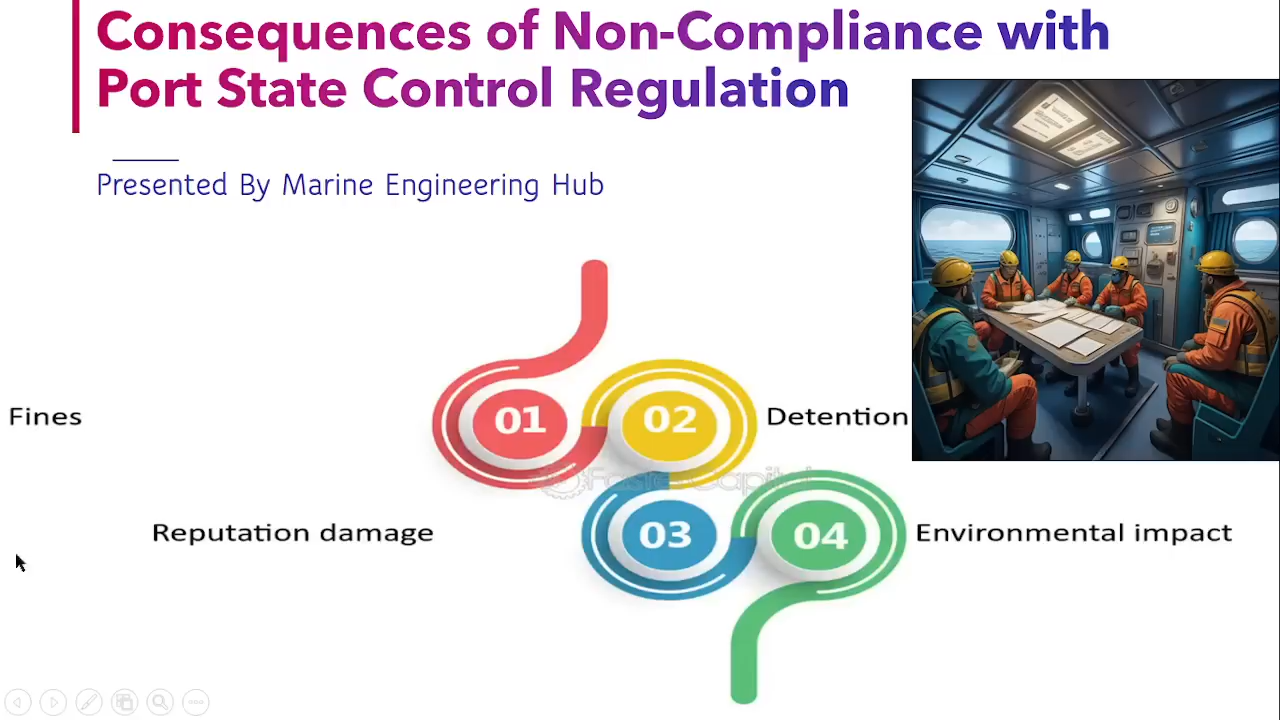 Consequences of Non-Compliance with
Port State Control Regulation
Presented By Marine Engineering Hub
Fines
01
02
Detention
FasterCapital
Reputation damage
03
04
Environmental impact